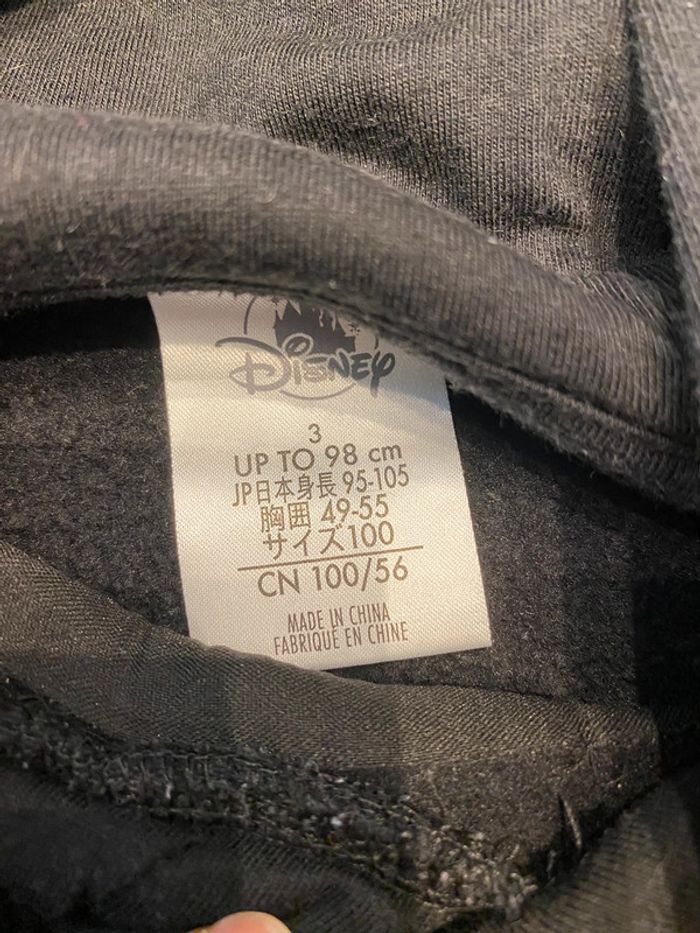 Disney
3
UP TO 98 cm
JP日本身長 95-105
胸囲 49-55
サイズ100
CN 100/56
MADE IN CHINA
FABRIQUÉ EN CHINE